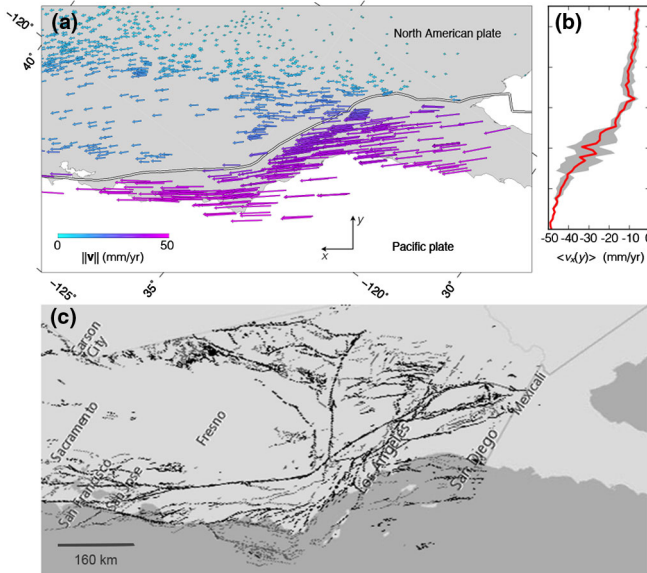 (a)
(b)
−120°
40°
North American plate
y
x
Pacific plate
0
50
||v|| (mm/yr)
−125°
35°
−120°
30°
-50 -40 -30 -20 -10 0
<vx(y)> (mm/yr)
(c)
Carson
City
Sacramento
Fresno
San Francisco
San Jose
Los Angeles
San Diego
Mexicali
160 km